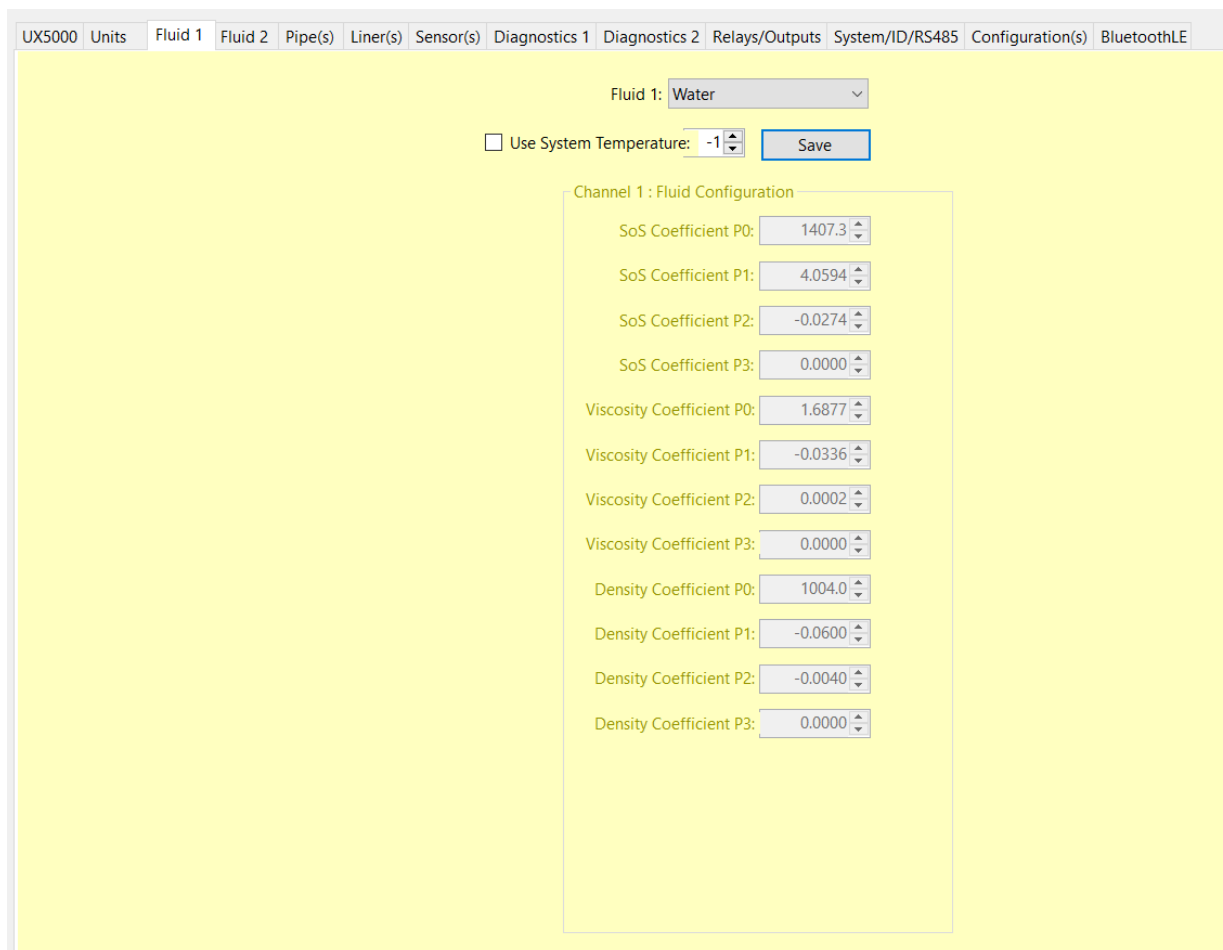 UX5000 Units Fluid 1 Fluid 2 Pipe(s) Liner(s) Sensor(s) Diagnostics 1 Diagnostics 2 Relays/Outputs System/ID/RS485 Configuration(s) BluetoothLE
Fluid 1: Water
Use System Temperature: -1 Save
Channel 1 : Fluid Configuration
SoS Coefficient P0: 1407.3
SoS Coefficient P1: 4.0594
SoS Coefficient P2: -0.0274
SoS Coefficient P3: 0.0000
Viscosity Coefficient P0: 1.6877
Viscosity Coefficient P1: -0.0336
Viscosity Coefficient P2: 0.0002
Viscosity Coefficient P3: 0.0000
Density Coefficient P0: 1004.0
Density Coefficient P1: -0.0600
Density Coefficient P2: -0.0040
Density Coefficient P3: 0.0000